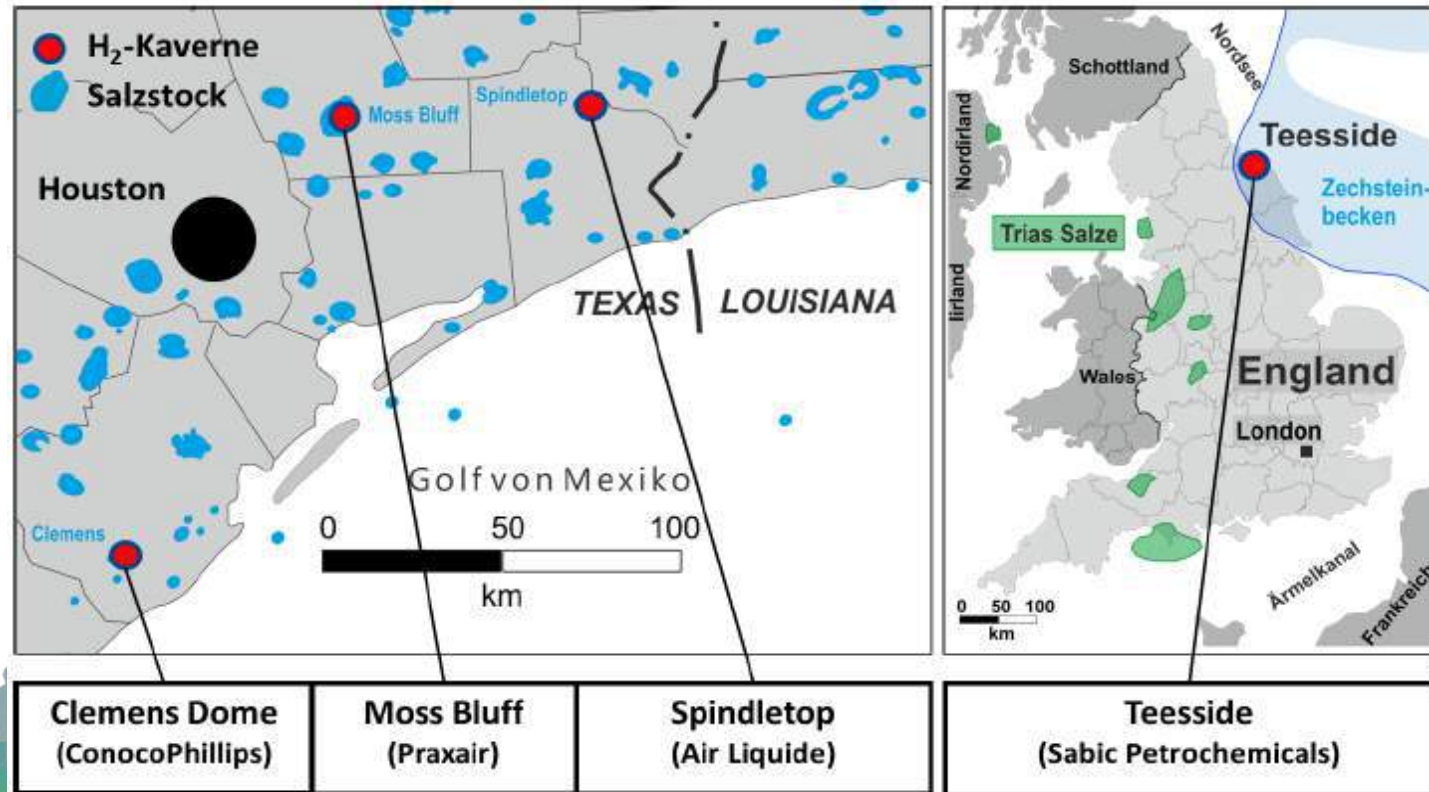 H₂-Kaverne
Salzstock
Moss Bluff
Spindletop
Houston
TEXAS
LOUISIANA
Golf von Mexiko
Clemens
0 50 100
km
Schottland
Nordsee
Nordirland
Teesside
Zechstein-
becken
Trias Salze
Iirland
Wales
England
London
Ärmelkanal
Frankreich
0 50 100
km
Clemens Dome
(ConocoPhillips)
Moss Bluff
(Praxair)
Spindletop
(Air Liquide)
Teesside
(Sabic Petrochemicals)